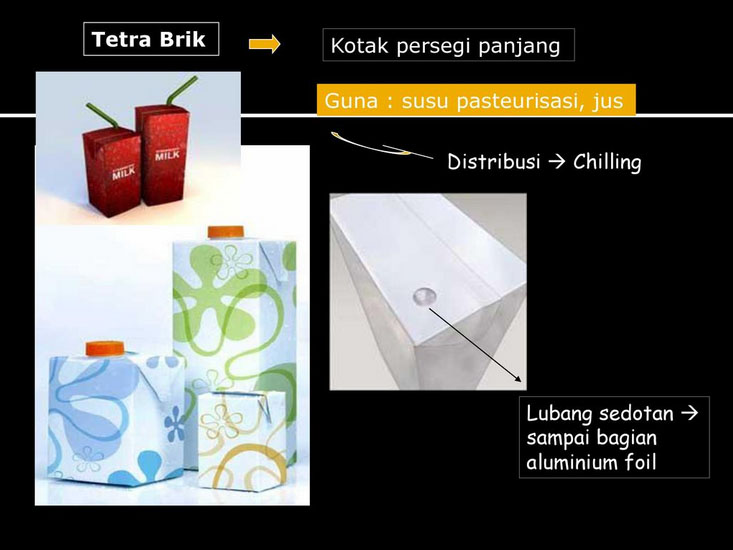 Tetra Brik
Kotak persegi panjang
Guna : susu pasteurisasi, jus
Distribusi → Chilling
MILK
MILK
Lubang sedotan →
sampai bagian
aluminium foil